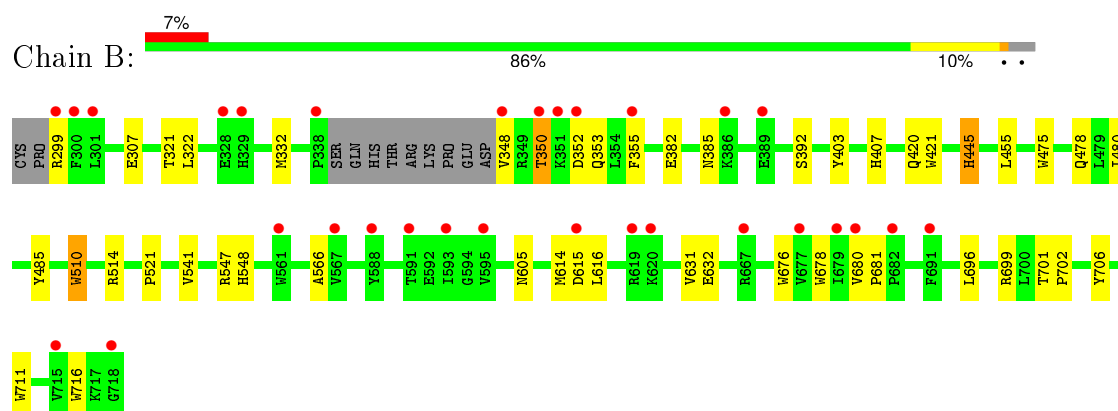 7%
Chain B:
86% 10% • •
CYS PRO R299 F300 L301 E307 T321 L322 E328 H329 M332 P338 SER GLN HIS THR ARG LYS PRO GLU ASP V348 R349 T350 K351 D352 Q353 L354 F355 E382 N385 K386 E389 S392 Y403 H407 Q420 W421 H445 L455 W475 Q478 L479
Y485 W510 R514 P521 V541 R547 H548 W561 A566 V567 Y588 T591 E592 I593 G594 V595 N605 M614 D615 L616 R619 K620 V631 E632 R667 W676 V677 W678 I679 V680 P681 P682 F691 L696 R699 L700 T701 P702 Y706
W711 V715 W716 K717 G718